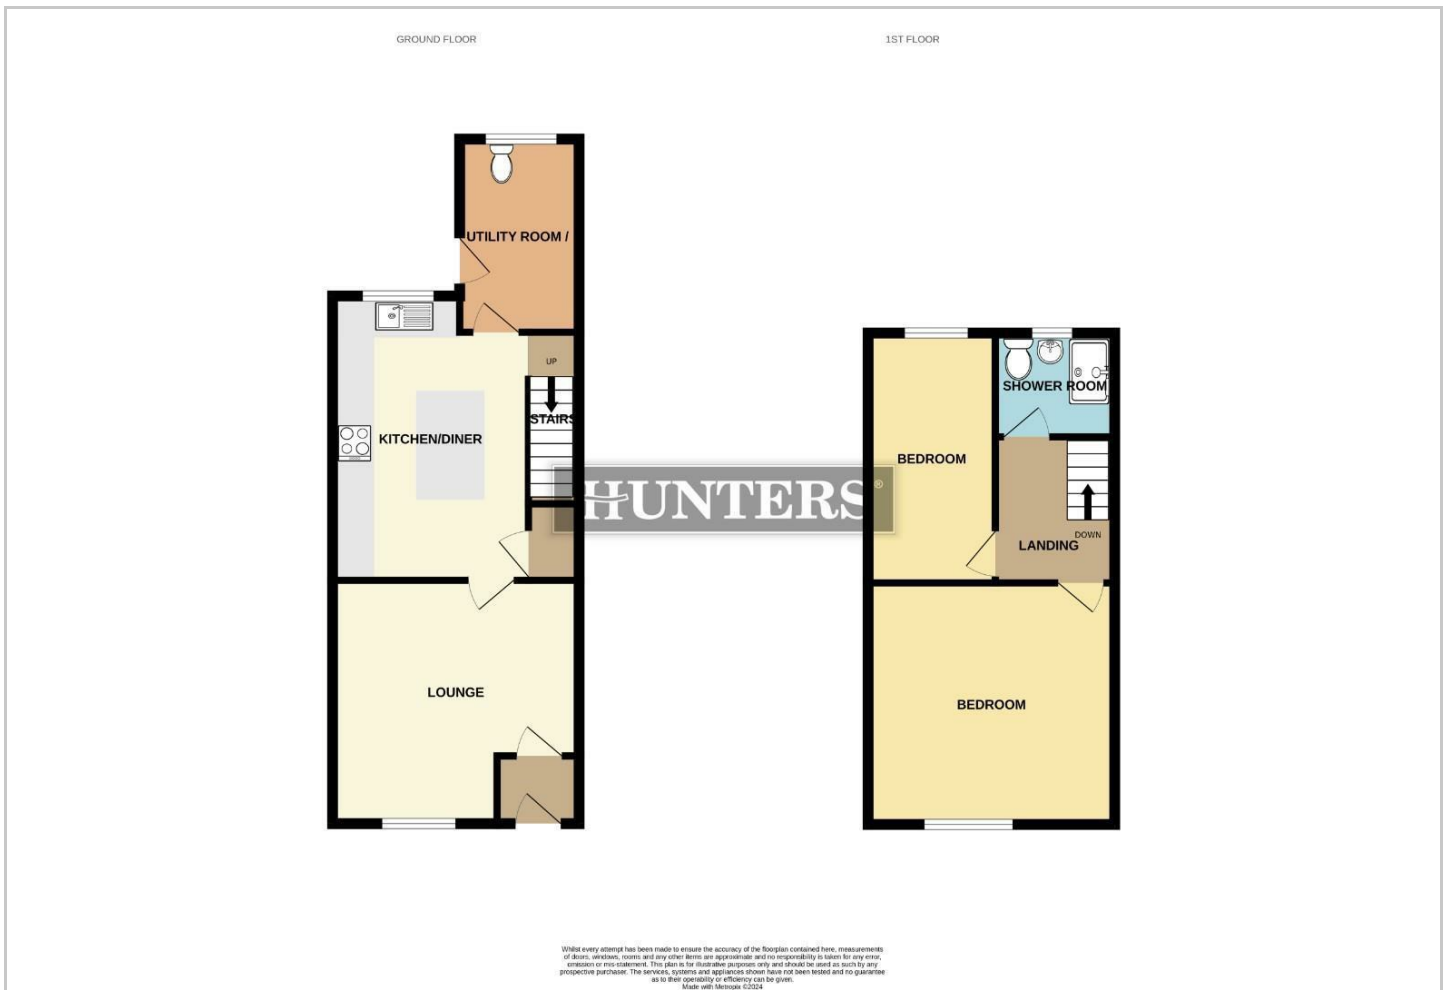 GROUND FLOOR
1ST FLOOR
UTILITY ROOM /
UP
STAIRS
KITCHEN/DINER
LOUNGE
HUNTERS®
SHOWER ROOM
BEDROOM
DOWN
LANDING
BEDROOM
Whilst every attempt has been made to ensure the accuracy of the floorplan contained here, measurements
of doors, windows, rooms and any other items are approximate and no responsibility is taken for any error,
omission or mis-statement. This plan is for illustrative purposes only and should be used as such by any
prospective purchaser. The services, systems and appliances shown have not been tested and no guarantee
as to their operability or efficiency can be given.
Made with Metropix ©2024